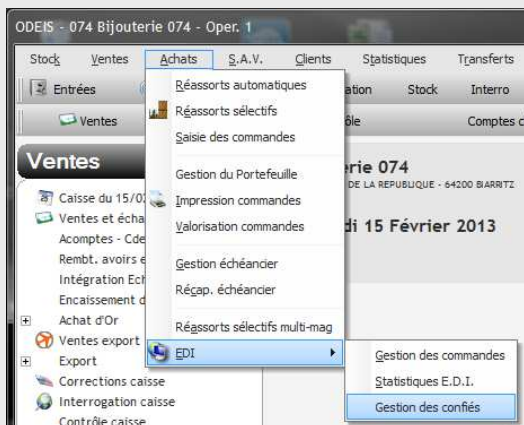 ODEIS - 074 Bijouterie 074 - Oper. 1
Stock Ventes Achats S.A.V. Clients Statistiques Transferts
Entrées Stock Interro
Ventes Comptes
Ventes
Réassorts automatiques
Réassorts sélectifs
Saisie des commandes
Gestion du Portefeuille
Impression commandes
Valorisation commandes
Gestion échéancier
Récap. échéancier
Réassorts sélectifs multi-mag
EDI
Gestion des commandes
Statistiques E.D.I.
Gestion des confiés
074
DE LA REPUBLIQUE - 64200 BIARRITZ
15 Février 2013
Caisse du 15/0
Ventes et écha
Acomptes - Cde
Rembt. avoirs e
Intégration Ech
Encaissement d
Achat d'Or
Ventes export
Export
Corrections caisse
Interrogation caisse
Contrôle caisse